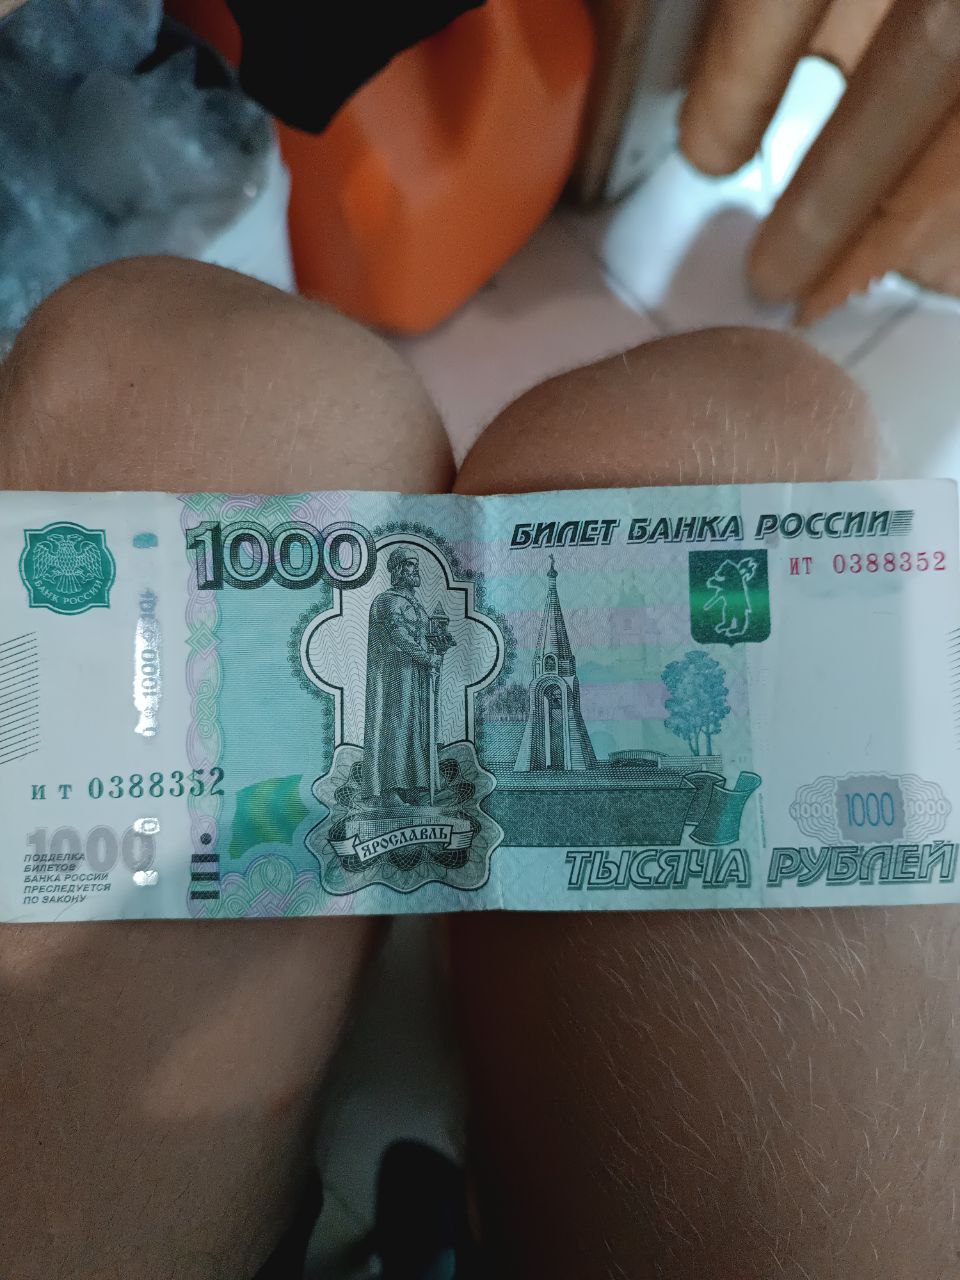 БАНК РОССИИ
1000
БИЛЕТ БАНКА РОССИИ
ит 0388352
1000
ит 0388352
1000
ПОДДЕЛКА
БИЛЕТОВ
БАНКА РОССИИ
ПРЕСЛЕДУЕТСЯ
ПО ЗАКОНУ
ЯРОСЛАВЛЬ
1000 1000 1000
ТЫСЯЧА РУБЛЕЙ